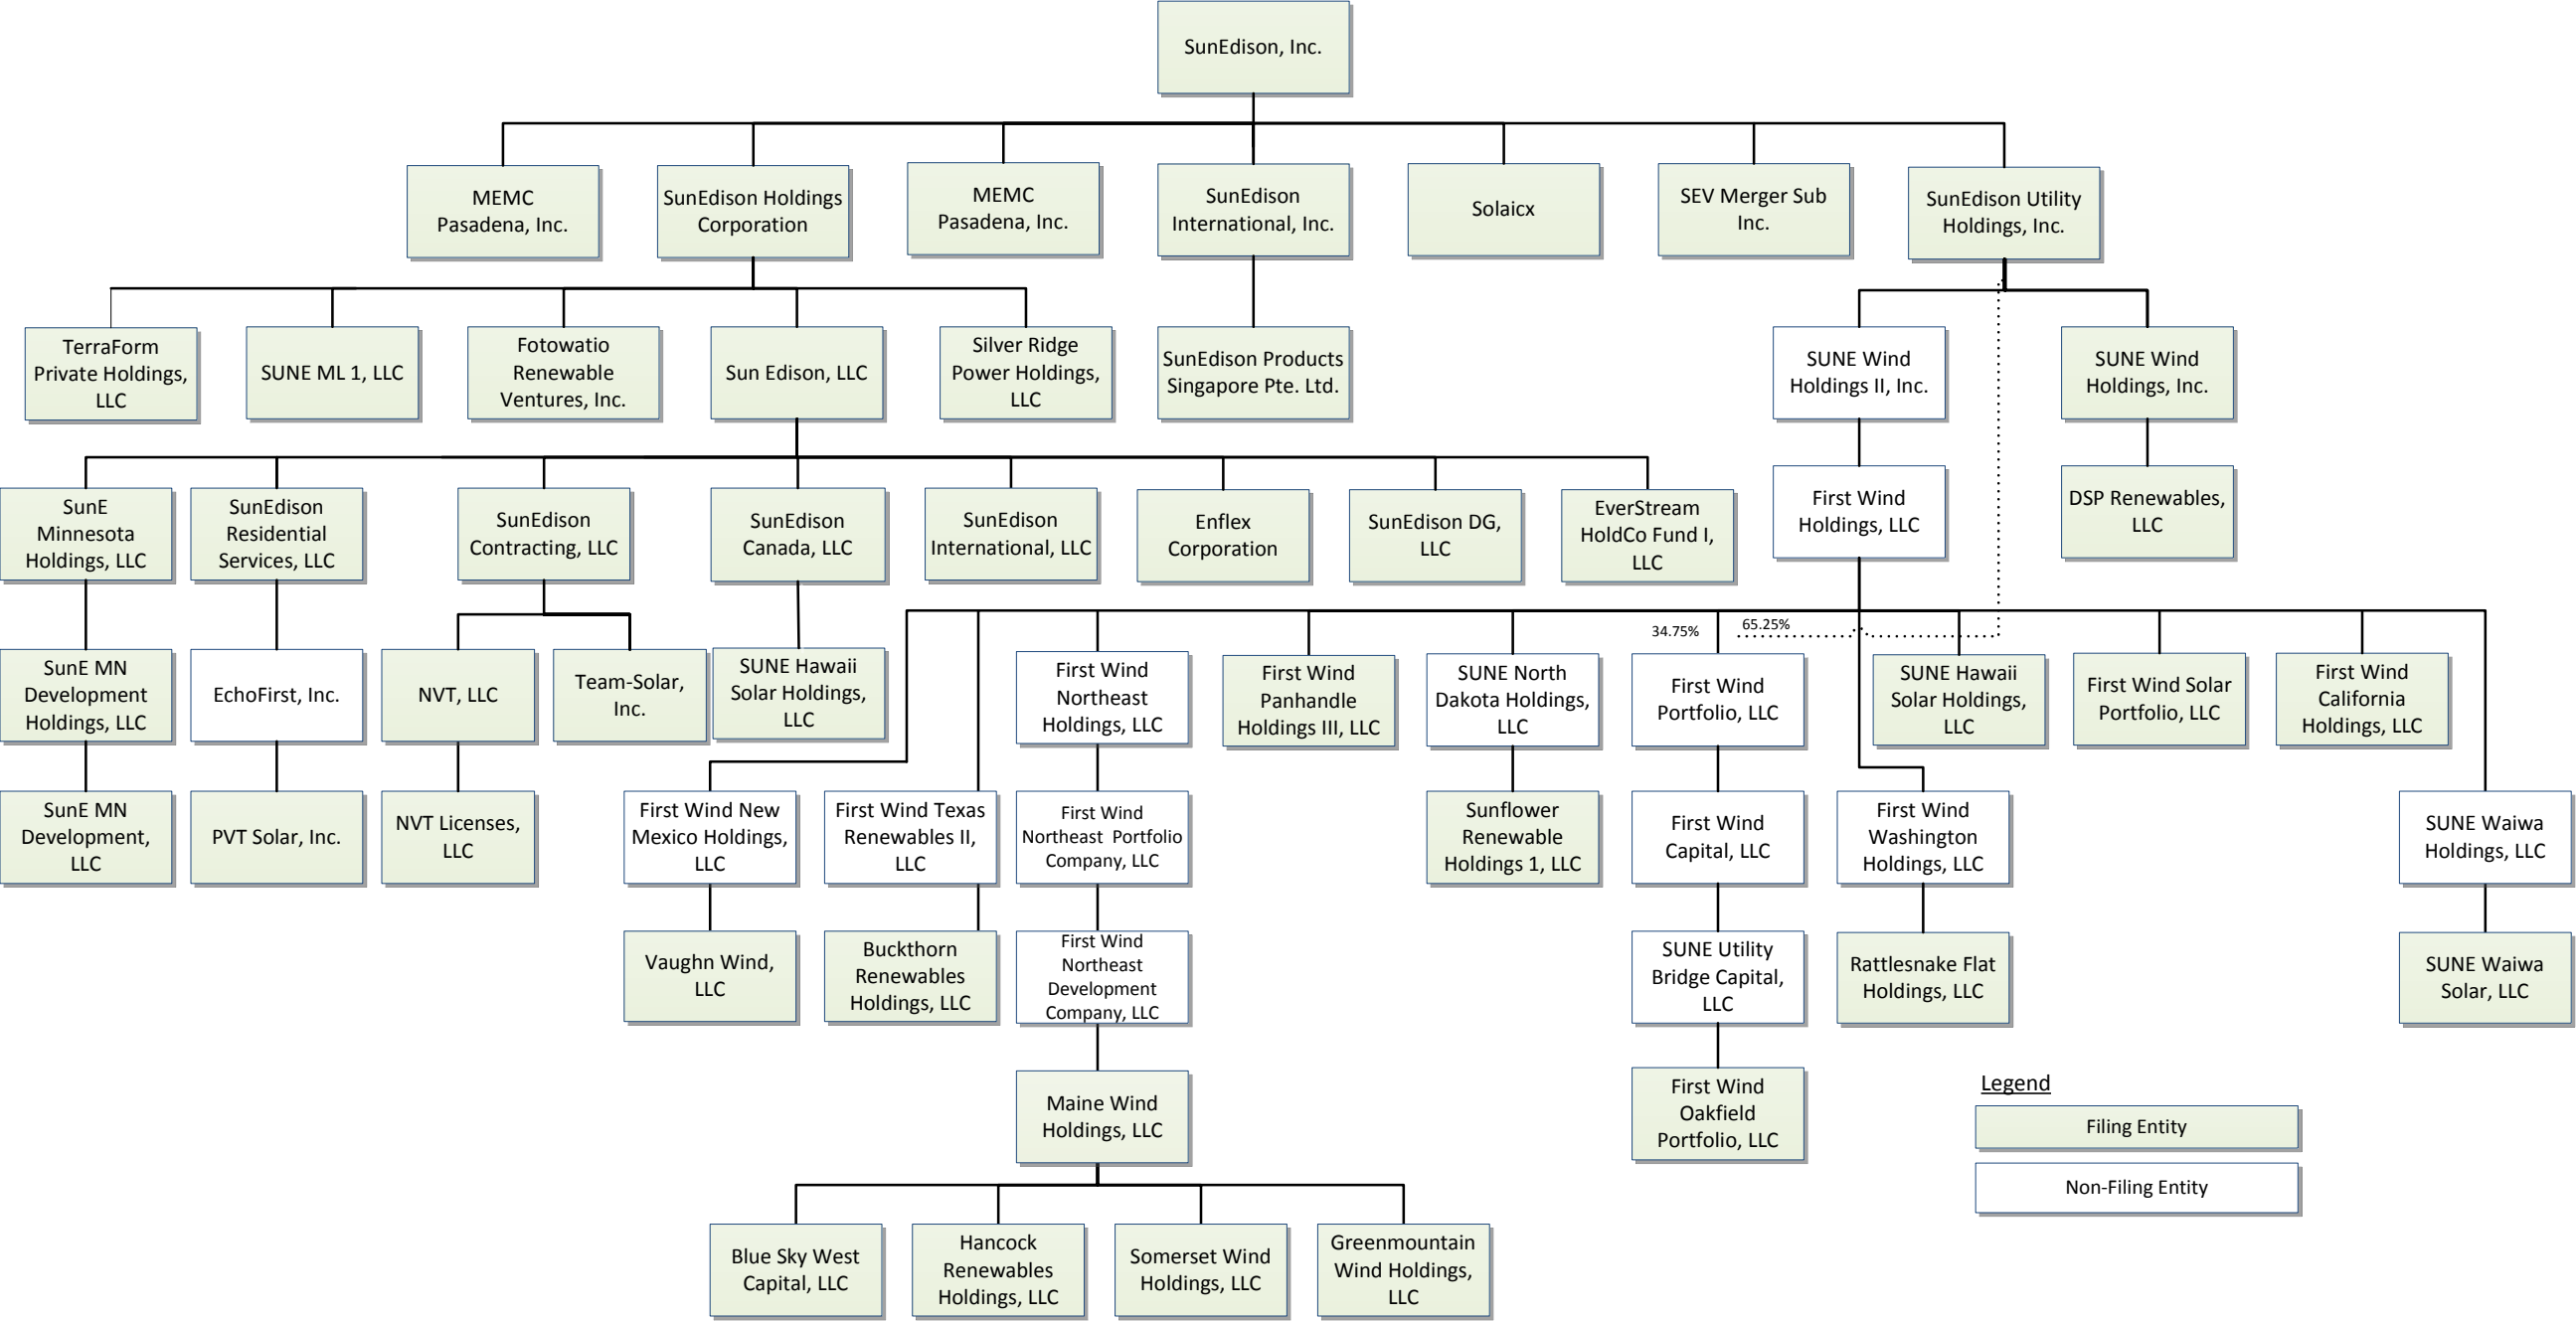 SunEdison, Inc.
MEMC
Pasadena, Inc.
SunEdison Holdings
Corporation
MEMC
Pasadena, Inc.
SunEdison
International, Inc.
Solaicx
SEV Merger Sub
Inc.
SunEdison Utility
Holdings, Inc.
TerraForm
Private Holdings,
LLC
SUNE ML 1, LLC
Fotowatio
Renewable
Ventures, Inc.
Sun Edison, LLC
Silver Ridge
Power Holdings,
LLC
SunEdison Products
Singapore Pte. Ltd.
SUNE Wind
Holdings II, Inc.
SUNE Wind
Holdings, Inc.
SunE
Minnesota
Holdings, LLC
SunEdison
Residential
Services, LLC
SunEdison
Contracting, LLC
SunEdison
Canada, LLC
SunEdison
International, LLC
Enflex
Corporation
SunEdison DG,
LLC
EverStream
HoldCo Fund I,
LLC
First Wind
Holdings, LLC
DSP Renewables,
LLC
34.75%
65.25%
SunE MN
Development
Holdings, LLC
EchoFirst, Inc.
NVT, LLC
Team-Solar,
Inc.
SUNE Hawaii
Solar Holdings,
LLC
First Wind
Northeast
Holdings, LLC
First Wind
Panhandle
Holdings III, LLC
SUNE North
Dakota Holdings,
LLC
First Wind
Portfolio, LLC
SUNE Hawaii
Solar Holdings,
LLC
First Wind Solar
Portfolio, LLC
First Wind
California
Holdings, LLC
SunE MN
Development,
LLC
PVT Solar, Inc.
NVT Licenses,
LLC
First Wind New
Mexico Holdings,
LLC
First Wind Texas
Renewables II,
LLC
First Wind
Northeast Portfolio
Company, LLC
Sunflower
Renewable
Holdings 1, LLC
First Wind
Capital, LLC
First Wind
Washington
Holdings, LLC
SUNE Waiwa
Holdings, LLC
Vaughn Wind,
LLC
Buckthorn
Renewables
Holdings, LLC
First Wind
Northeast
Development
Company, LLC
SUNE Utility
Bridge Capital,
LLC
Rattlesnake Flat
Holdings, LLC
SUNE Waiwa
Solar, LLC
Maine Wind
Holdings, LLC
First Wind
Oakfield
Portfolio, LLC
Legend
Filing Entity
Non-Filing Entity
Blue Sky West
Capital, LLC
Hancock
Renewables
Holdings, LLC
Somerset Wind
Holdings, LLC
Greenmountain
Wind Holdings,
LLC